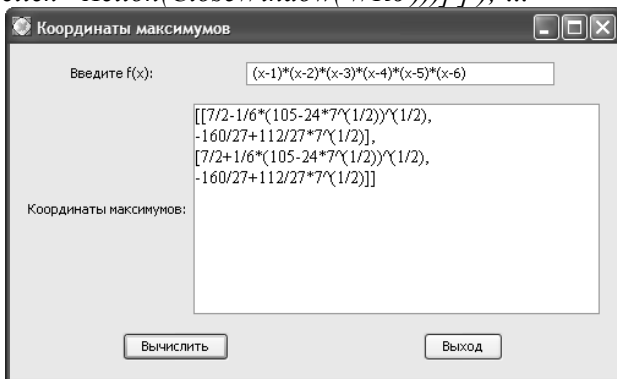 Координаты максимумов
Введите f(x):
(x-1)*(x-2)*(x-3)*(x-4)*(x-5)*(x-6)
[[7/2-1/6*(105-24*7^(1/2))^(1/2),
-160/27+112/27*7^(1/2)],
[7/2+1/6*(105-24*7^(1/2))^(1/2),
-160/27+112/27*7^(1/2)]]
Координаты максимумов:
Вычислить
Выход